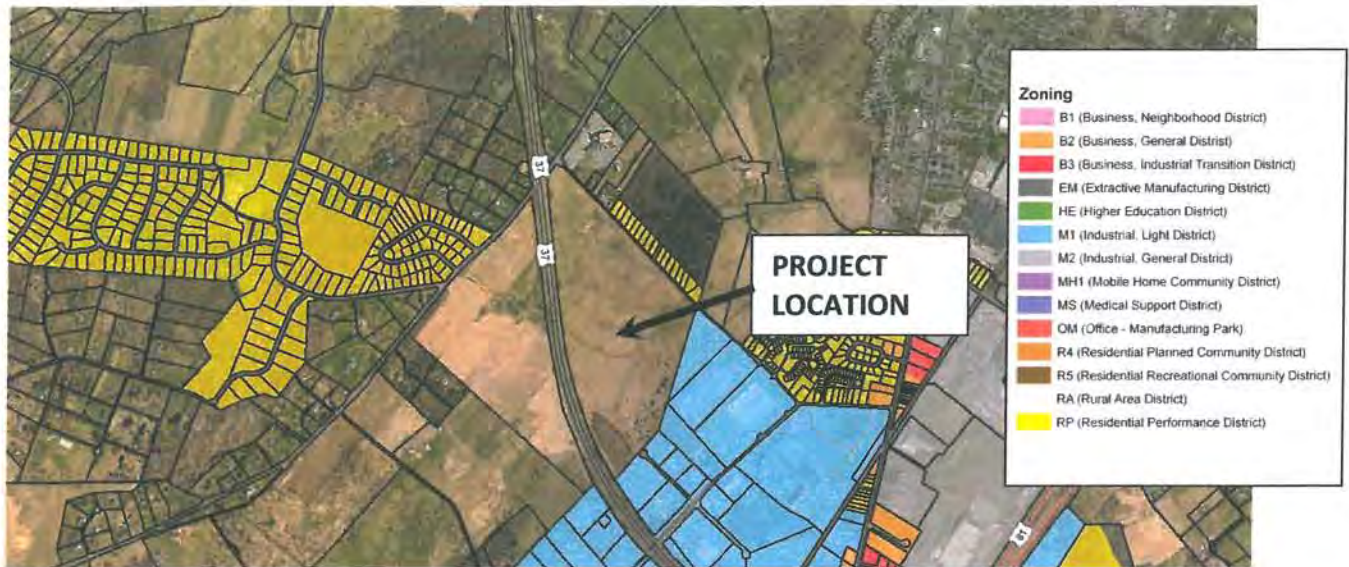 37
37
PROJECT
LOCATION
Zoning
B1 (Business, Neighborhood District)
B2 (Business, General Distrist)
B3 (Business, Industrial Transition District)
EM (Extractive Manufacturing District)
HE (Higher Education District)
M1 (Industrial, Light District)
M2 (Industrial, General District)
MH1 (Mobile Home Community District)
MS (Medical Support District)
OM (Office - Manufacturing Park)
R4 (Residential Planned Community District)
R5 (Residential Recreational Community District)
RA (Rural Area District)
RP (Residential Performance District)